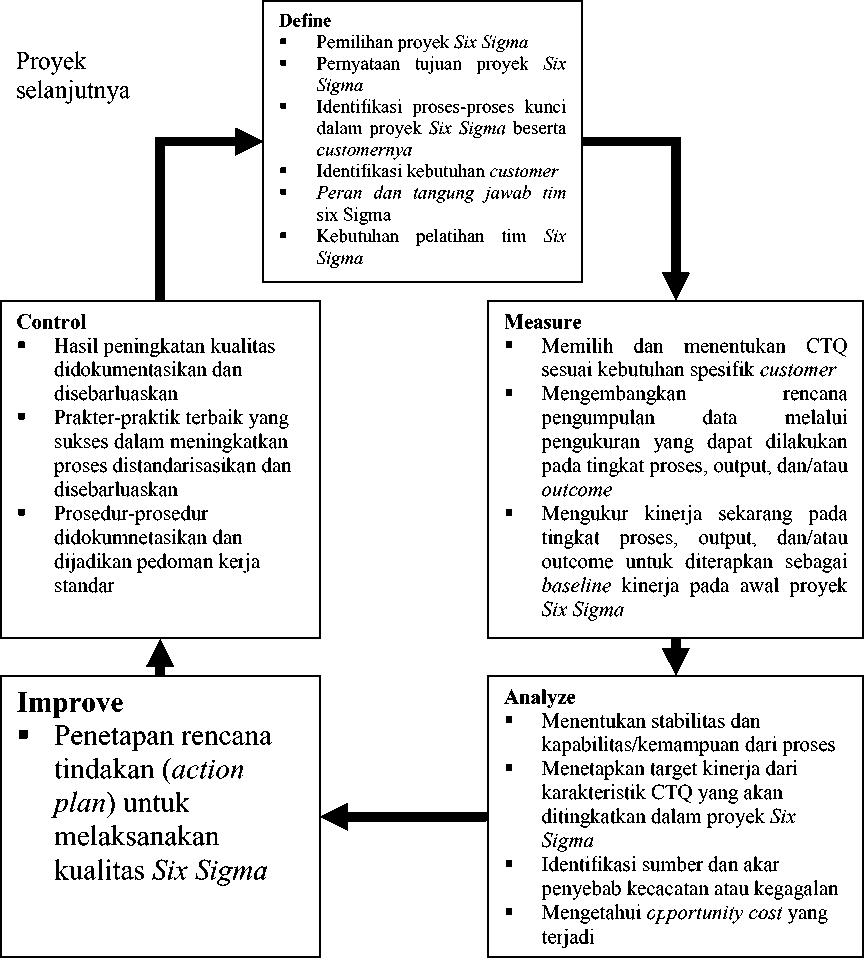 Proyek
selanjutnya
Define
▪ Pemilihan proyek Six Sigma
▪ Pernyataan tujuan proyek Six
Sigma
▪ Identifikasi proses-proses kunci
dalam proyek Six Sigma beserta
customernya
▪ Identifikasi kebutuhan customer
▪ Peran dan tangung jawab tim
six Sigma
▪ Kebutuhan pelatihan tim Six
Sigma
Control
▪ Hasil peningkatan kualitas
didokumentasikan dan
disebarluaskan
▪ Prakter-praktik terbaik yang
sukses dalam meningkatkan
proses distandarisasikan dan
disebarluaskan
▪ Prosedur-prosedur
didokumnetasikan dan
dijadikan pedoman kerja
standar
Measure
▪ Memilih dan menentukan CTQ
sesuai kebutuhan spesifik customer
▪ Mengembangkan rencana
pengumpulan data melalui
pengukuran yang dapat dilakukan
pada tingkat proses, output, dan/atau
outcome
▪ Mengukur kinerja sekarang pada
tingkat proses, output, dan/atau
outcome untuk diterapkan sebagai
baseline kinerja pada awal proyek
Six Sigma
Improve
▪ Penetapan rencana
tindakan (action
plan) untuk
melaksanakan
kualitas Six Sigma
Analyze
▪ Menentukan stabilitas dan
kapabilitas/kemampuan dari proses
▪ Menetapkan target kinerja dari
karakteristik CTQ yang akan
ditingkatkan dalam proyek Six
Sigma
▪ Identifikasi sumber dan akar
penyebab kecacatan atau kegagalan
▪ Mengetahui opportunity cost yang
terjadi